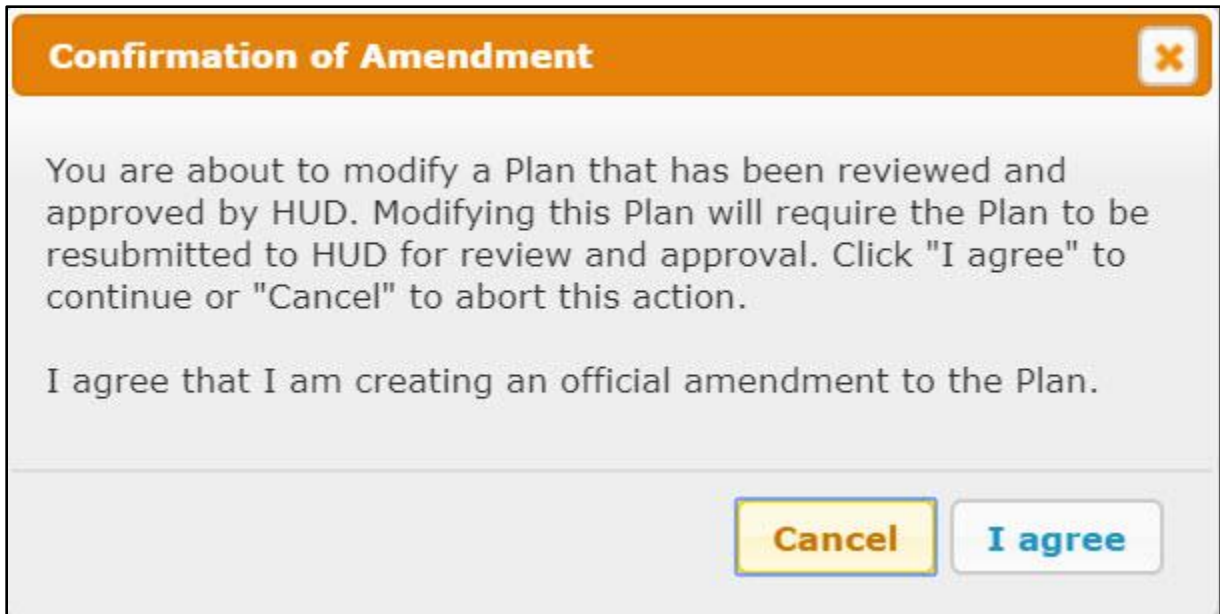 Confirmation of Amendment
You are about to modify a Plan that has been reviewed and
approved by HUD. Modifying this Plan will require the Plan to be
resubmitted to HUD for review and approval. Click "I agree" to
continue or "Cancel" to abort this action.
I agree that I am creating an official amendment to the Plan.
Cancel
I agree